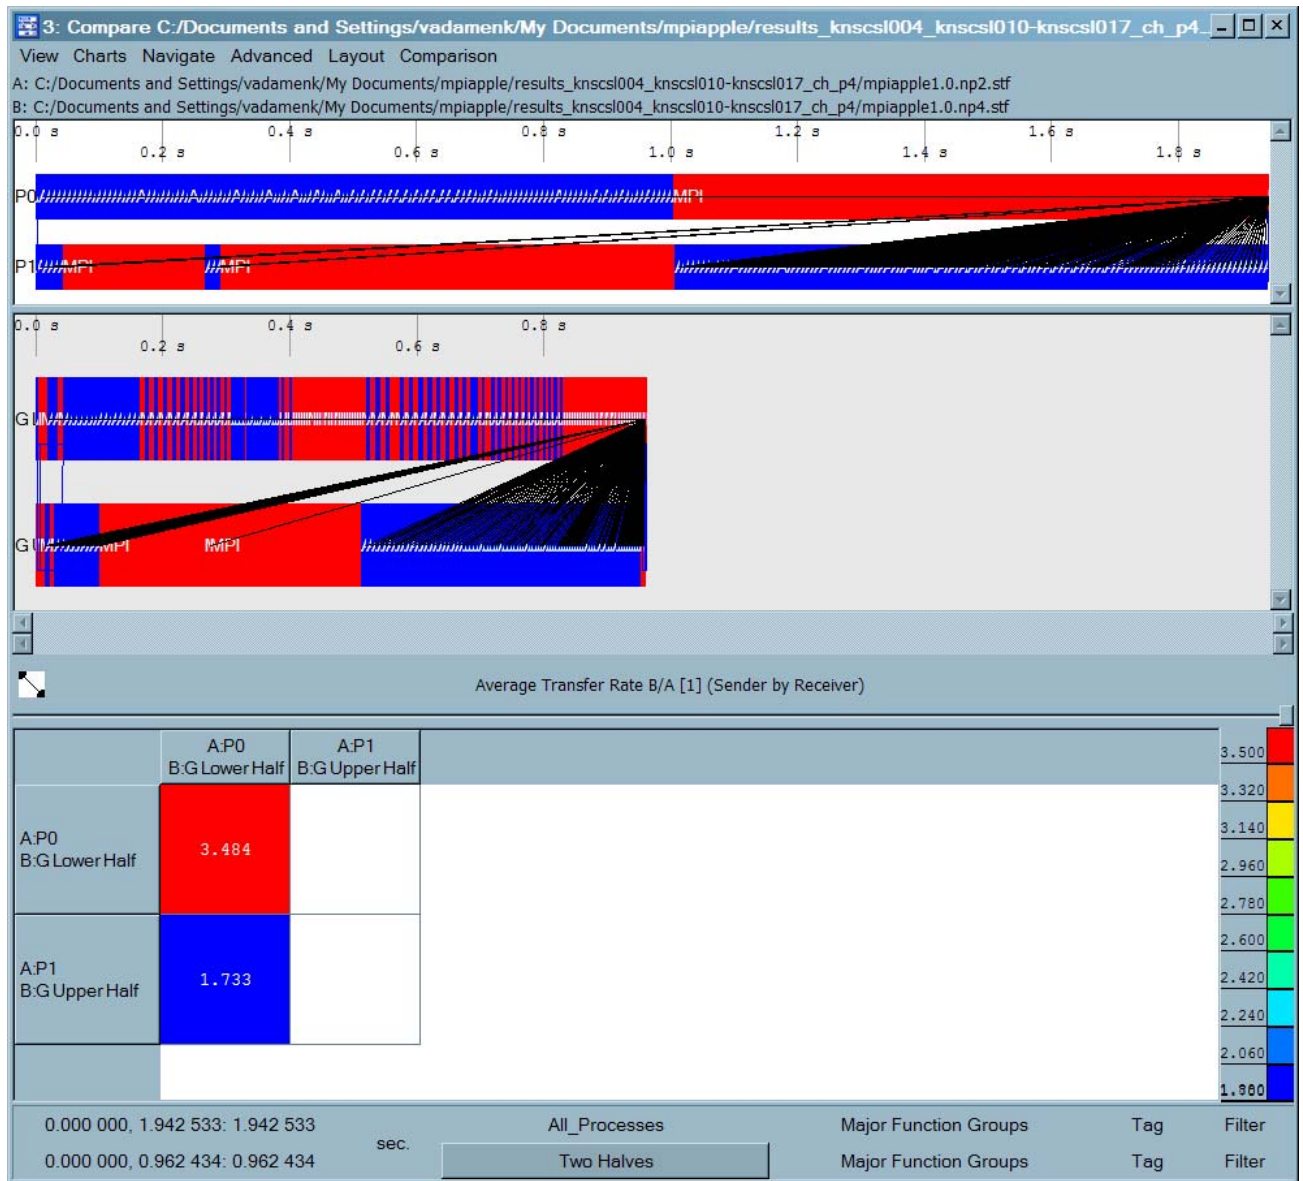 3: Compare C:/Documents and Settings/vadamenk/My Documents/mpiapple/results_knscsl004_knscsl010-knscsl017_ch_p4_
View Charts Navigate Advanced Layout Comparison
A: C:/Documents and Settings/vadamenk/My Documents/mpiapple/results_knscsl004_knscsl010-knscsl017_ch_p4/mpiapple1.0.np2.stf
B: C:/Documents and Settings/vadamenk/My Documents/mpiapple/results_knscsl004_knscsl010-knscsl017_ch_p4/mpiapple1.0.np4.stf
0.0 s 0.4 s 0.8 s 1.2 s 1.6 s
0.2 s 0.6 s 1.0 s 1.4 s 1.8 s
P0 MPI
P1 MPI MPI
0.0 s 0.4 s 0.8 s
0.2 s 0.6 s
G
G MPI MPI
Average Transfer Rate B/A [1] (Sender by Receiver)
A:P0 A:P1
B:G Lower Half B:G Upper Half
3.500
3.320
A:P0
B:G Lower Half
3.484
3.140
2.960
2.780
2.600
A:P1
B:G Upper Half
1.733
2.420
2.240
2.060
0.000 000, 1.942 533: 1.942 533 All_Processes Major Function Groups Tag Filter
sec.
0.000 000, 0.962 434: 0.962 434 Two Halves Major Function Groups Tag Filter